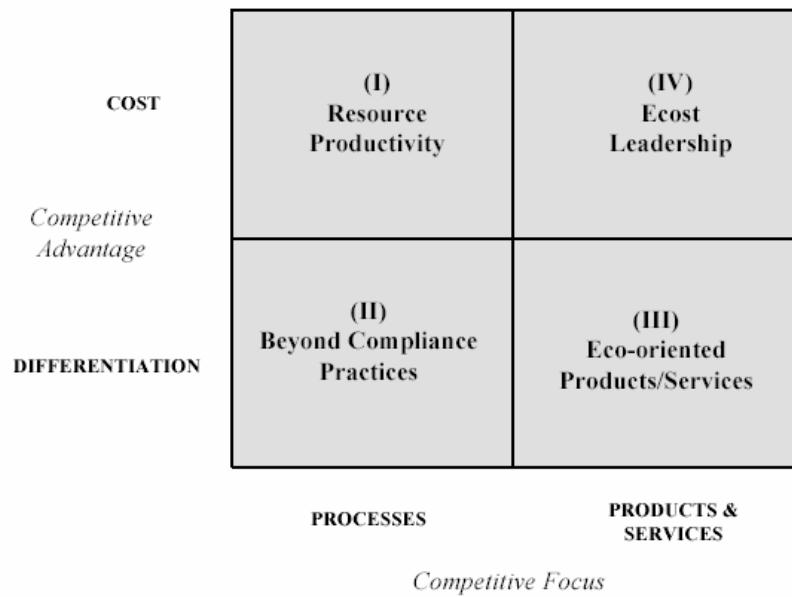 COST
(I)
Resource
Productivity
(IV)
Ecost
Leadership
Competitive
Advantage
DIFFERENTIATION
(II)
Beyond Compliance
Practices
(III)
Eco-oriented
Products/Services
PROCESSES
PRODUCTS &
SERVICES
Competitive Focus